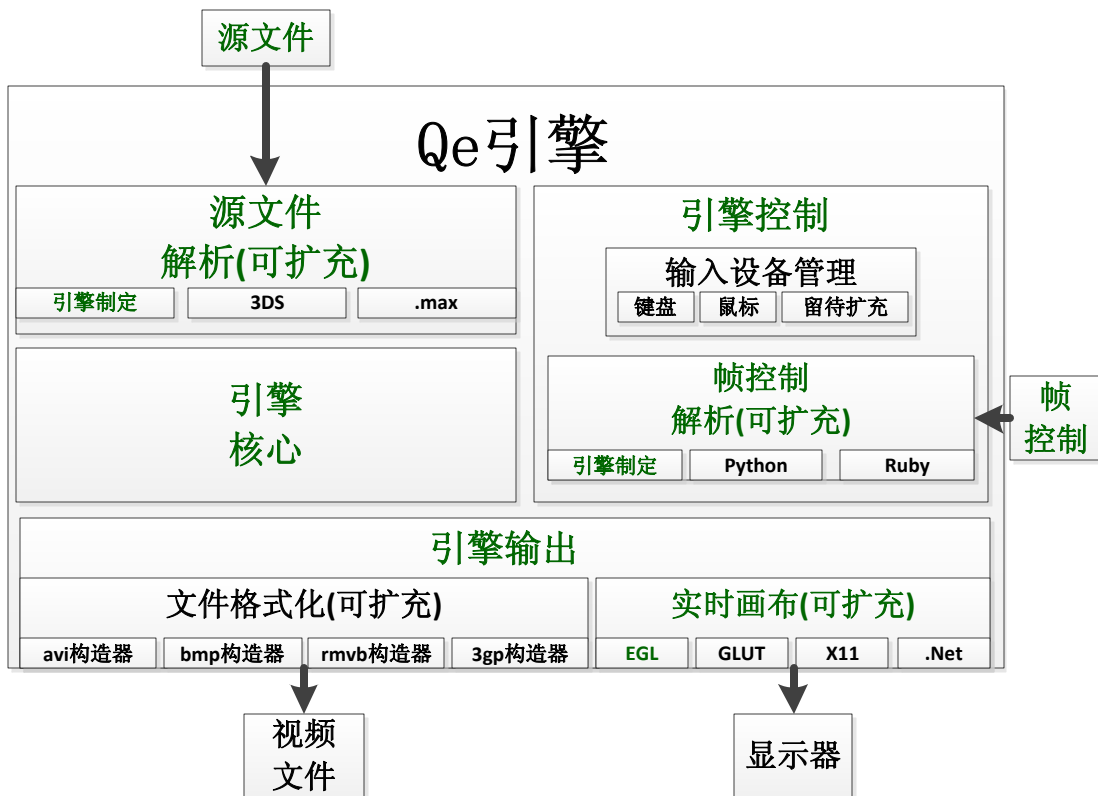 源文件
Qe引擎
源文件
解析(可扩充)
引擎制定
3DS
.max
引擎
核心
引擎控制
输入设备管理
键盘
鼠标
留待扩充
帧控制
解析(可扩充)
引擎制定
Python
Ruby
帧
控制
引擎输出
文件格式化(可扩充)
avi构造器
bmp构造器
rmvb构造器
3gp构造器
实时画布(可扩充)
EGL
GLUT
X11
.Net
视频
文件
显示器